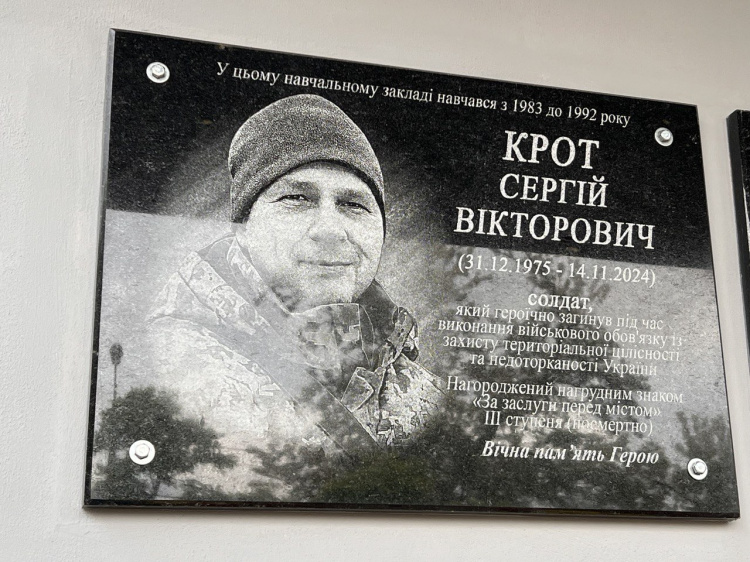 У цьому навчальному закладі навчався з 1983 до 1992 року
КРОТ
СЕРГІЙ
ВІКТОРОВИЧ
(31.12.1975 - 14.11.2024)
солдат,
який героїчно загинув під час
виконання військового обов'язку із
захисту територіальної цілісності
та недоторканості України
Нагороджений нагрудним знаком
«За заслуги перед містом»
ІІІ ступеня (посмертно)
Вічна пам’ять Герою